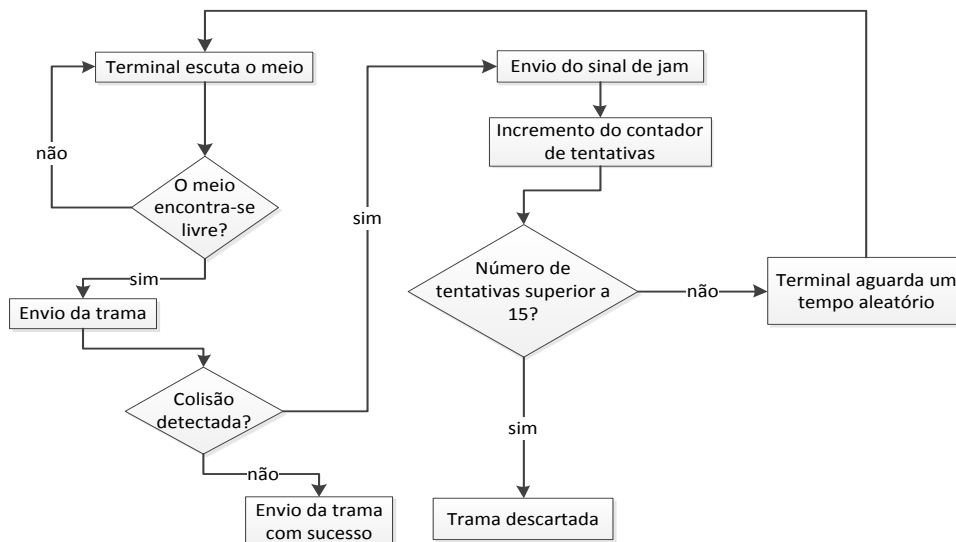 Terminal escuta o meio
não
O meio
encontra-se
livre?
sim
Envio da trama
Colisão
detectada?
não
Envio da trama
com sucesso
sim
Envio do sinal de jam
Incremento do contador
de tentativas
Número de
tentativas superior a
15?
não
Terminal aguarda um
tempo aleatório
sim
Trama descartada